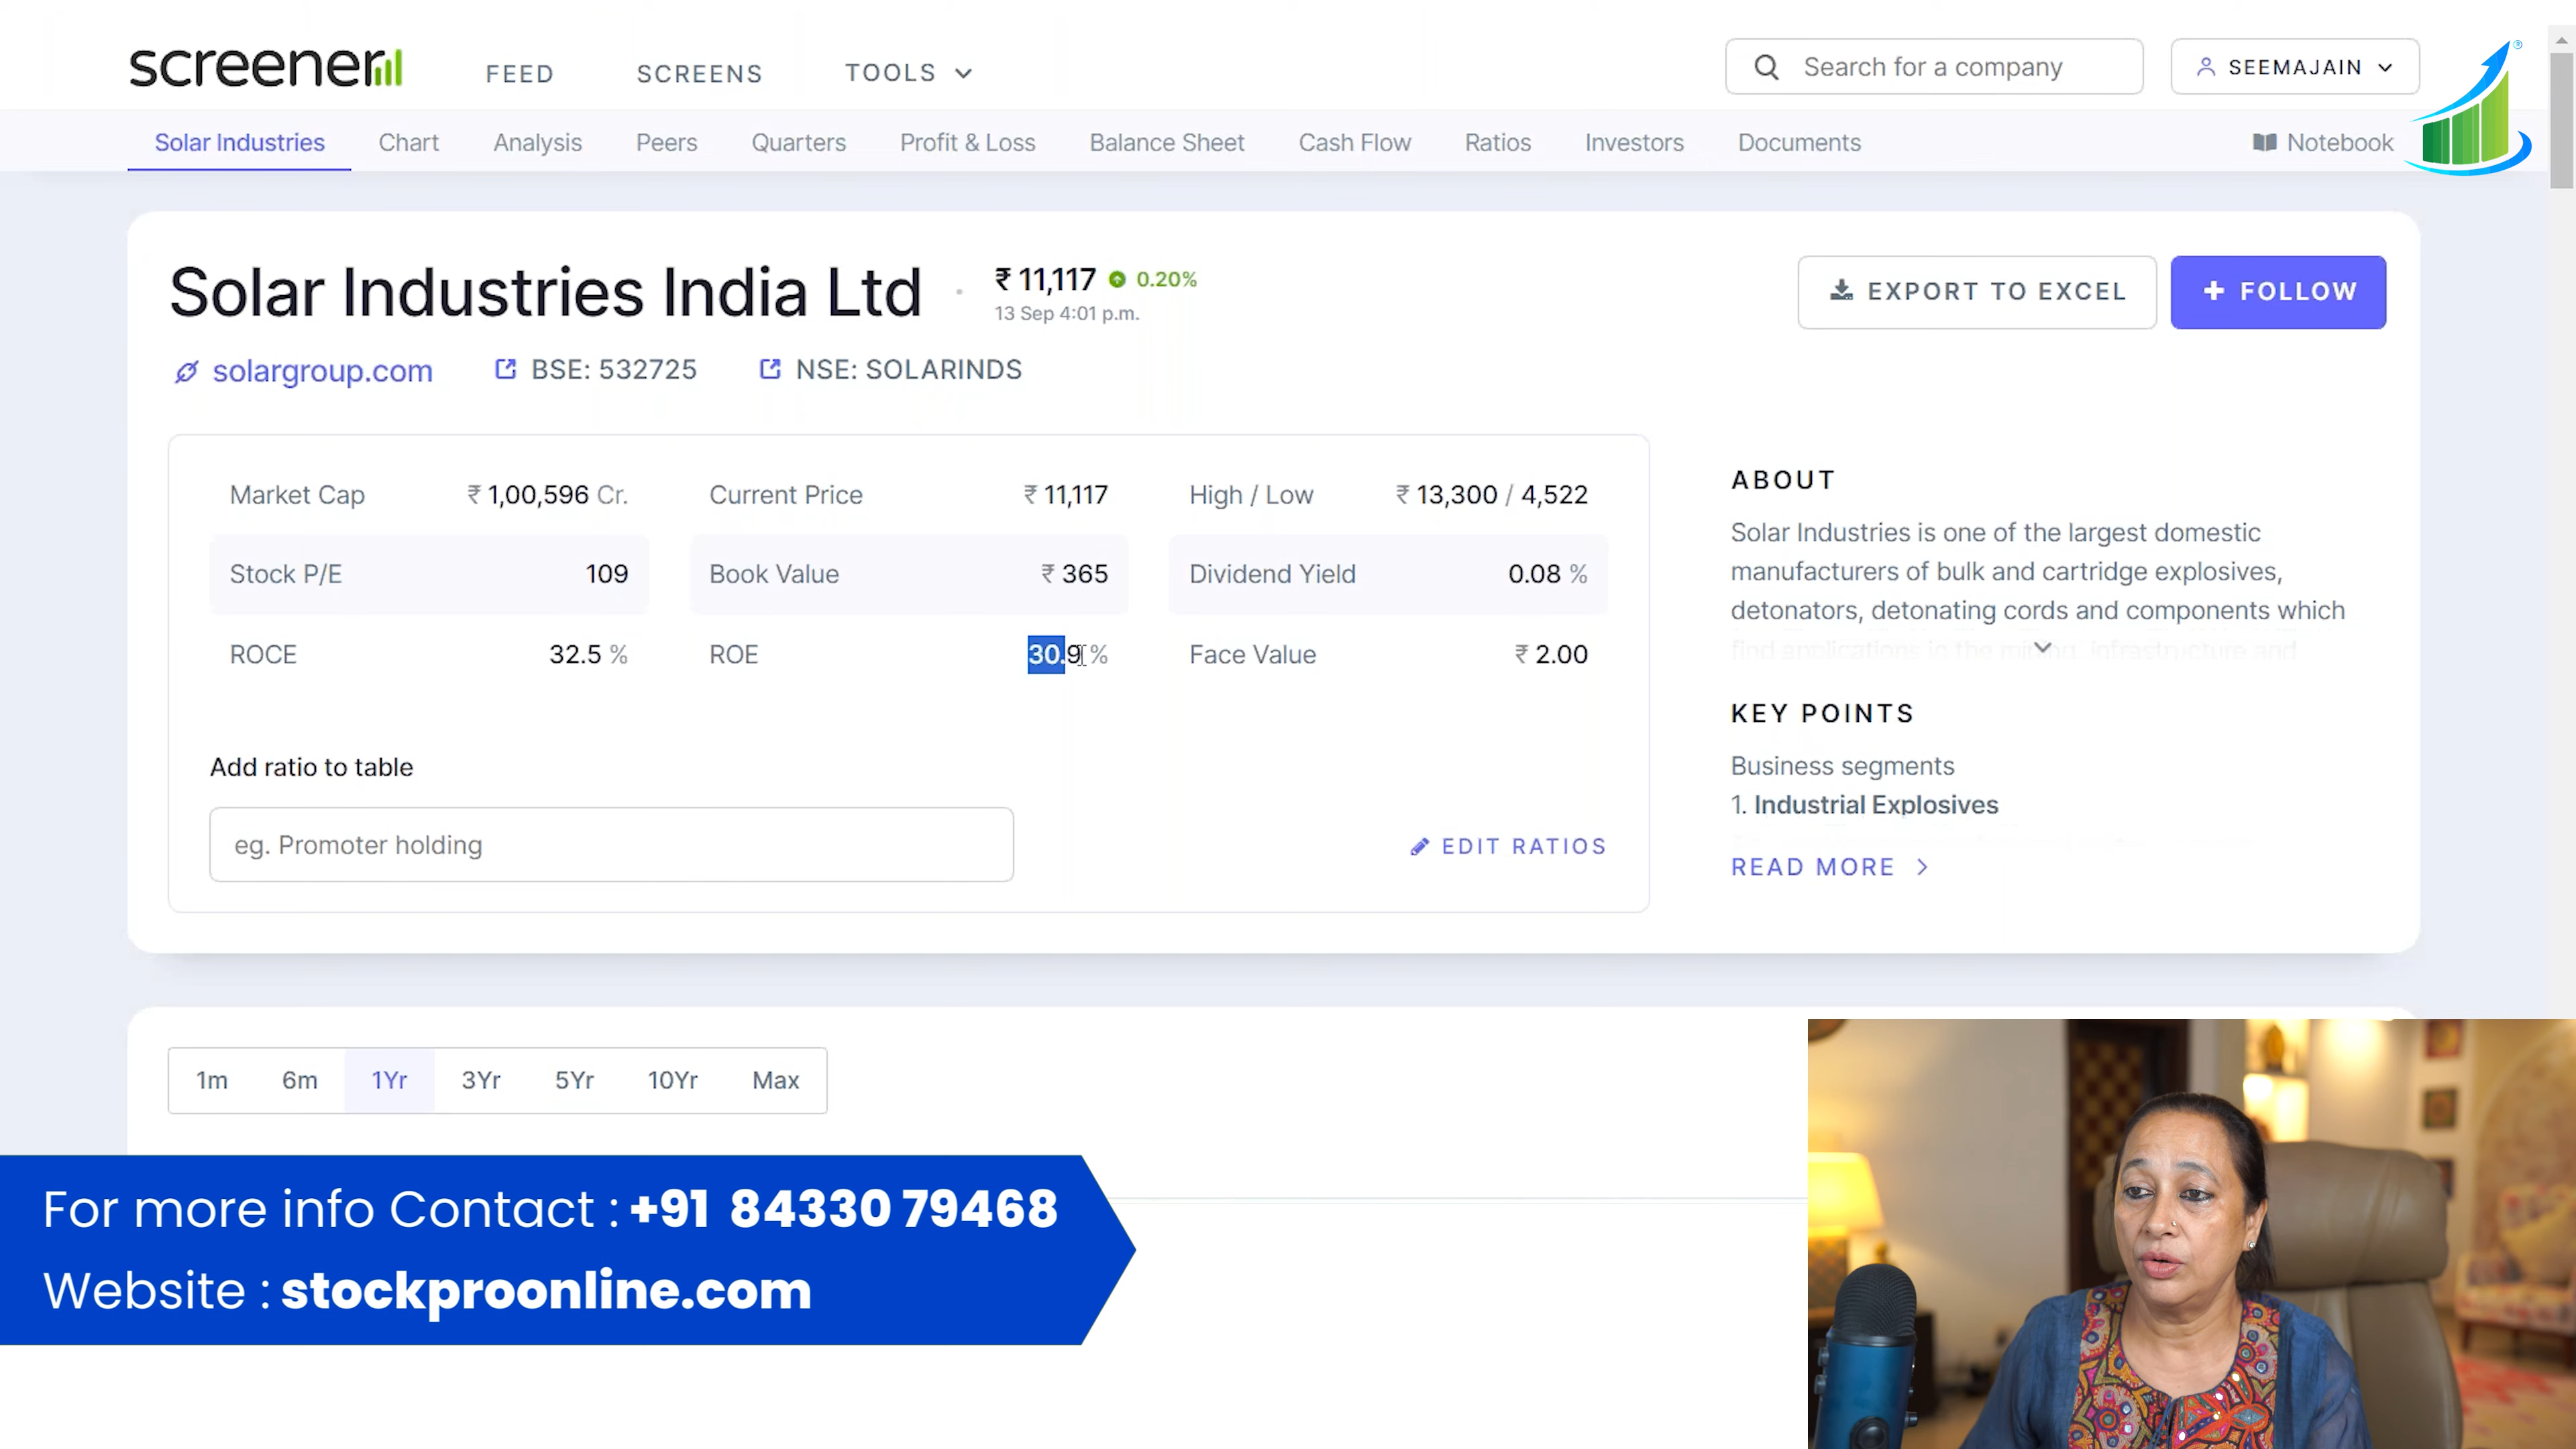 screener
FEED
SCREENS
TOOLS
Search for a company
SEEMAJAIN
®
Solar Industries
Chart
Analysis
Peers
Quarters
Profit & Loss
Balance Sheet
Cash Flow
Ratios
Investors
Documents
Notebook
Solar Industries India Ltd
₹ 11,117 0.20%
13 Sep 4:01 p.m.
EXPORT TO EXCEL
+ FOLLOW
solargroup.com
BSE: 532725
NSE: SOLARINDS
Market Cap ₹ 1,00,596 Cr.
Current Price ₹ 11,117
High / Low ₹ 13,300 / 4,522
Stock P/E 109
Book Value ₹ 365
Dividend Yield 0.08 %
ROCE 32.5 %
ROE 30.9 %
Face Value ₹ 2.00
Add ratio to table
eg. Promoter holding
EDIT RATIOS
ABOUT
Solar Industries is one of the largest domestic
manufacturers of bulk and cartridge explosives,
detonators, detonating cords and components which
find applications in the mining, infrastructure and
KEY POINTS
Business segments
1. Industrial Explosives
READ MORE
1m
6m
1Yr
3Yr
5Yr
10Yr
Max
For more info Contact : +91 84330 79468
Website : stockproonline.com